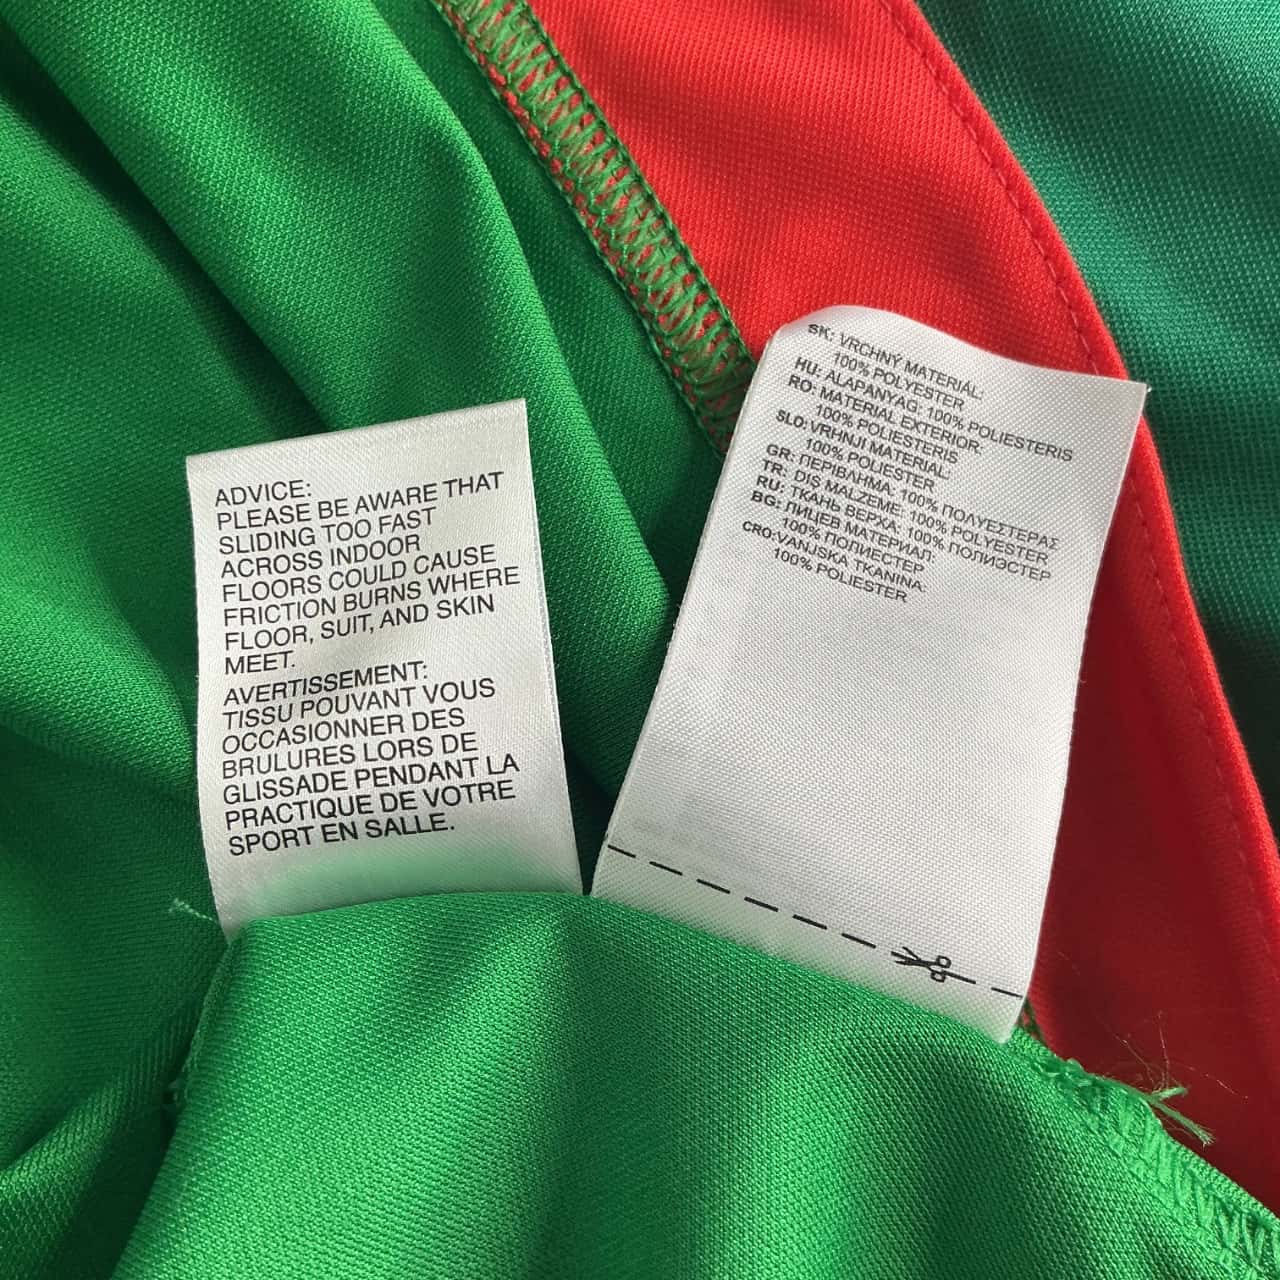 ADVICE:
PLEASE BE AWARE THAT
SLIDING TOO FAST
ACROSS INDOOR
FLOORS COULD CAUSE
FRICTION BURNS WHERE
FLOOR, SUIT, AND SKIN
MEET.
AVERTISSEMENT:
TISSU POUVANT VOUS
OCCASIONNER DES
BRULURES LORS DE
GLISSADE PENDANT LA
PRACTIQUE DE VOTRE
SPORT EN SALLE.
SK: VRCHNÝ MATERIÁL:
100% POLYESTER
HU: ALAPANYAG: 100% POLIESTERIS
RO: MATERIAL EXTERIOR:
100% POLIESTERIS
SLO: VRHNJI MATERIAL:
100% POLIESTER
GR: ΠΕΡΙΒΛΗΜΑ: 100% ΠΟΛΥΕΣΤΕΡΑΣ
TR: DIŞ MALZEME: 100% POLYESTER
RU: ТКАНЬ ВЕРХА: 100% ПОЛИЭСТЕР
BG: ЛИЦЕВ МАТЕРИАЛ:
100% ПОЛИЕСТЕР
CRO: VANJSKA TKANINA:
100% POLIESTER